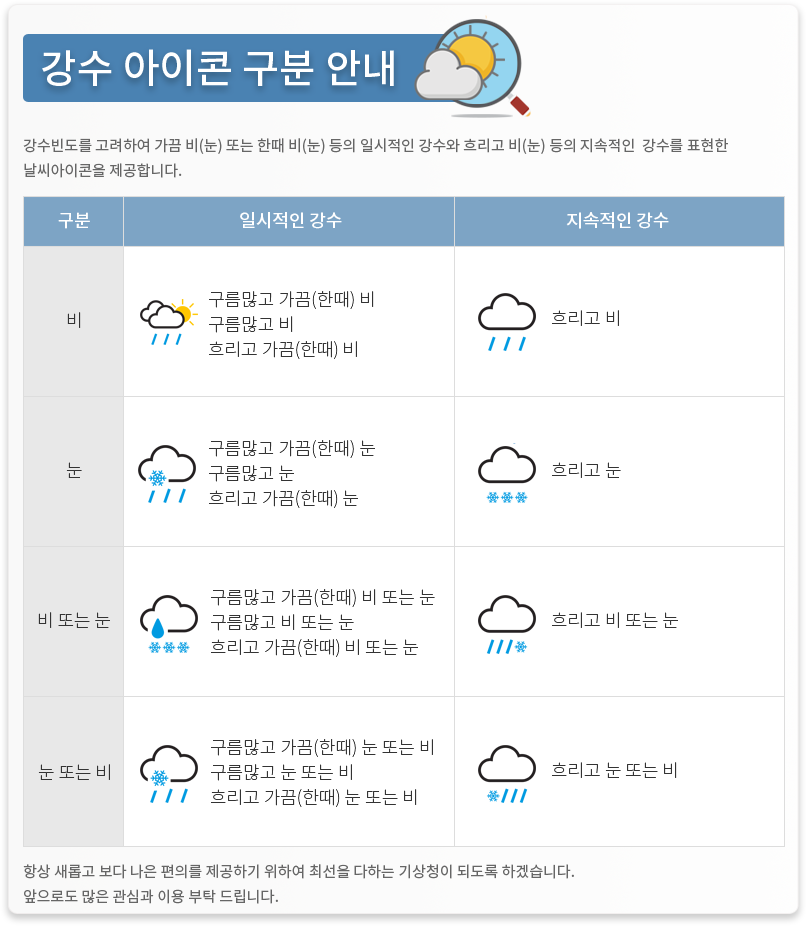 강수 아이콘 구분 안내
강수빈도를 고려하여 가끔 비(눈) 또는 한때 비(눈) 등의 일시적인 강수와 흐리고 비(눈) 등의 지속적인 강수를 표현한
날씨아이콘을 제공합니다.
구분 일시적인 강수 지속적인 강수
비
구름많고 가끔(한때) 비
구름많고 비
흐리고 가끔(한때) 비
흐리고 비
눈
구름많고 가끔(한때) 눈
구름많고 눈
흐리고 가끔(한때) 눈
흐리고 눈
비 또는 눈
구름많고 가끔(한때) 비 또는 눈
구름많고 비 또는 눈
흐리고 가끔(한때) 비 또는 눈
흐리고 비 또는 눈
눈 또는 비
구름많고 가끔(한때) 눈 또는 비
구름많고 눈 또는 비
흐리고 가끔(한때) 눈 또는 비
흐리고 눈 또는 비
항상 새롭고 보다 나은 편의를 제공하기 위하여 최선을 다하는 기상청이 되도록 하겠습니다.
앞으로도 많은 관심과 이용 부탁 드립니다.